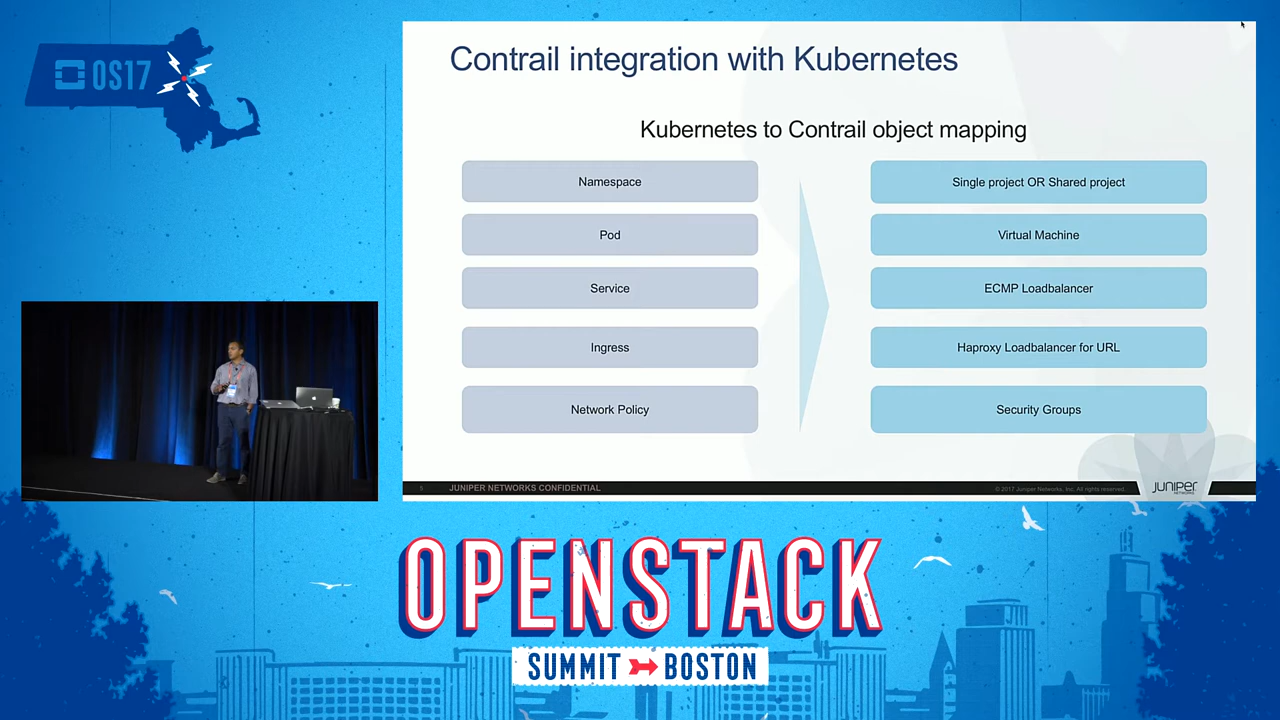 OS17
Contrail integration with Kubernetes
Kubernetes to Contrail object mapping
Namespace
Single project OR Shared project
Pod
Virtual Machine
Service
ECMP Loadbalancer
Ingress
Haproxy Loadbalancer for URL
Network Policy
Security Groups
5
JUNIPER NETWORKS CONFIDENTIAL
© 2017 Juniper Networks, Inc. All rights reserved.
JUNIPER
NETWORKS
OPENSTACK
SUMMIT BOSTON